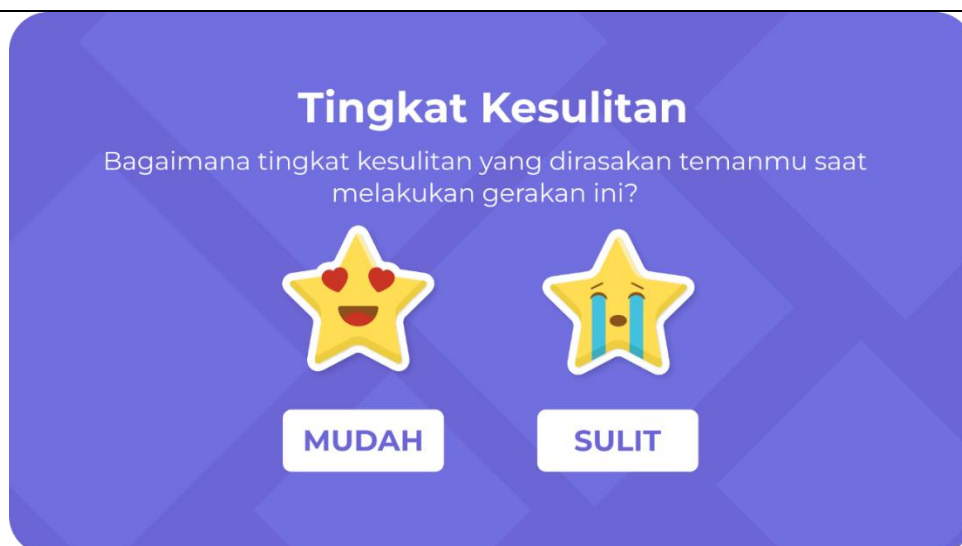 Tingkat Kesulitan
Bagaimana tingkat kesulitan yang dirasakan temanmu saat
melakukan gerakan ini?
MUDAH
SULIT